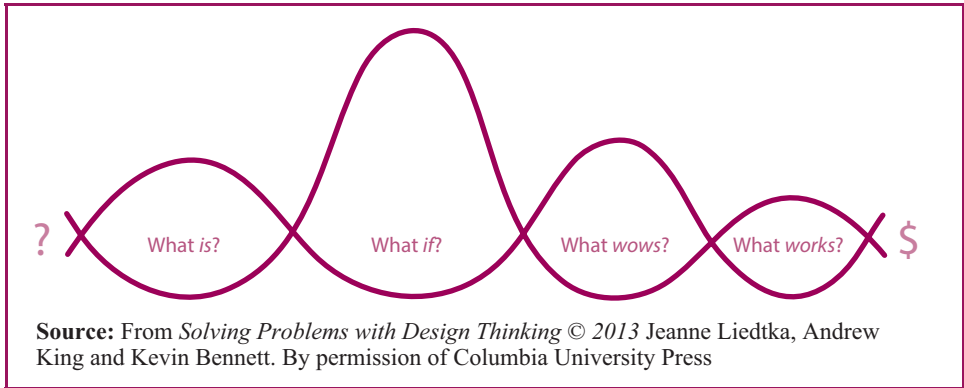 ? What is? What if? What wows? What works? $
Source: From Solving Problems with Design Thinking © 2013 Jeanne Liedtka, Andrew
King and Kevin Bennett. By permission of Columbia University Press